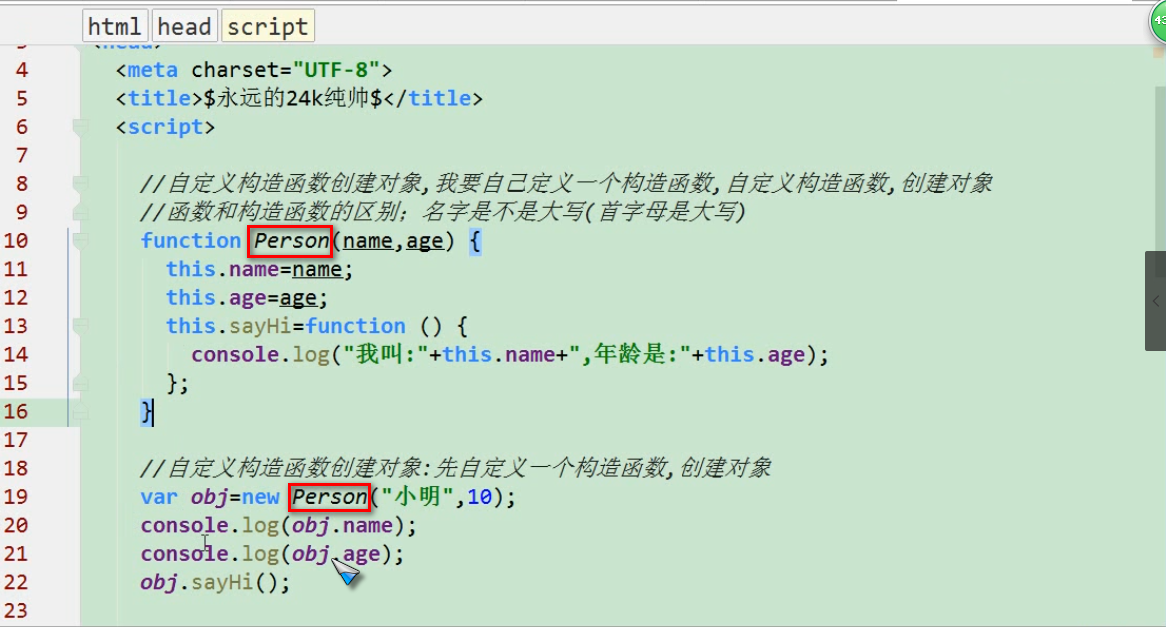 html head script
43
3 <head>
4 <meta charset="UTF-8">
5 <title>$永远的24k纯帅$</title>
6 <script>
7
8 //自定义构造函数创建对象,我要自己定义一个构造函数,自定义构造函数,创建对象
9 //函数和构造函数的区别；名字是不是大写(首字母是大写)
10 function Person(name,age) {
11 this.name=name;
12 this.age=age;
13 this.sayHi=function () {
14 console.log("我叫:"+this.name+",年龄是:"+this.age);
15 };
16 }
17
18 //自定义构造函数创建对象:先自定义一个构造函数,创建对象
19 var obj=new Person("小明",10);
20 console.log(obj.name);
21 console.log(obj.age);
22 obj.sayHi();
23